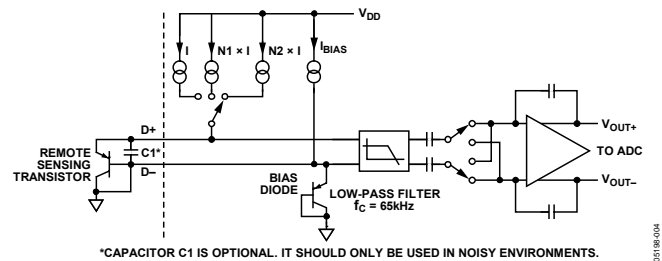 VDD
I
N1 × I
N2 × I
IBIAS
D+
C1*
D–
REMOTE
SENSING
TRANSISTOR
BIAS
DIODE
LOW-PASS FILTER
fC = 65kHz
VOUT+
TO ADC
VOUT–
*CAPACITOR C1 IS OPTIONAL. IT SHOULD ONLY BE USED IN NOISY ENVIRONMENTS.
05198-004